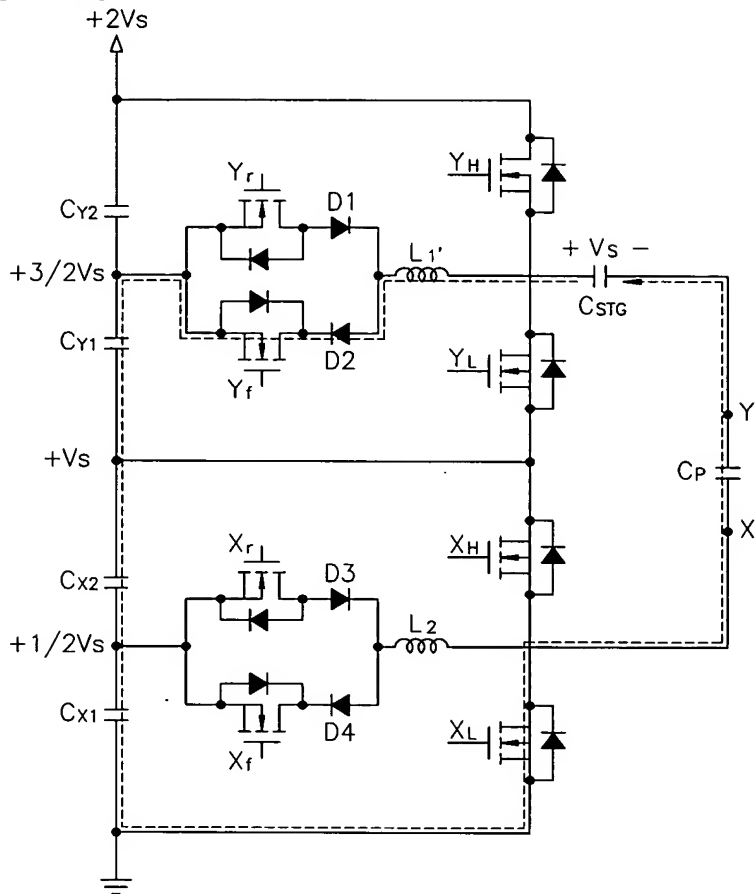 +2Vs
Yr
D1
YH
CY2
L1'
+ Vs −
+3/2Vs
CSTG
CY1
D2
YL
Yf
Y
+Vs
CP
Xr
XH
X
D3
CX2
L2
+1/2Vs
CX1
D4
XL
Xf